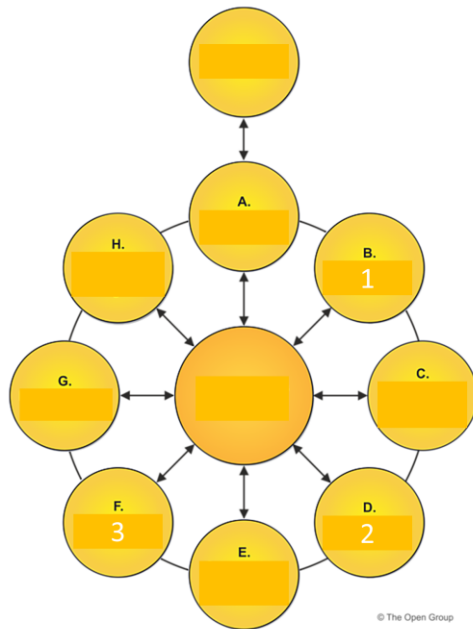 A.
H.
B.
1
G.
C.
F.
3
D.
2
E.
© The Open Group